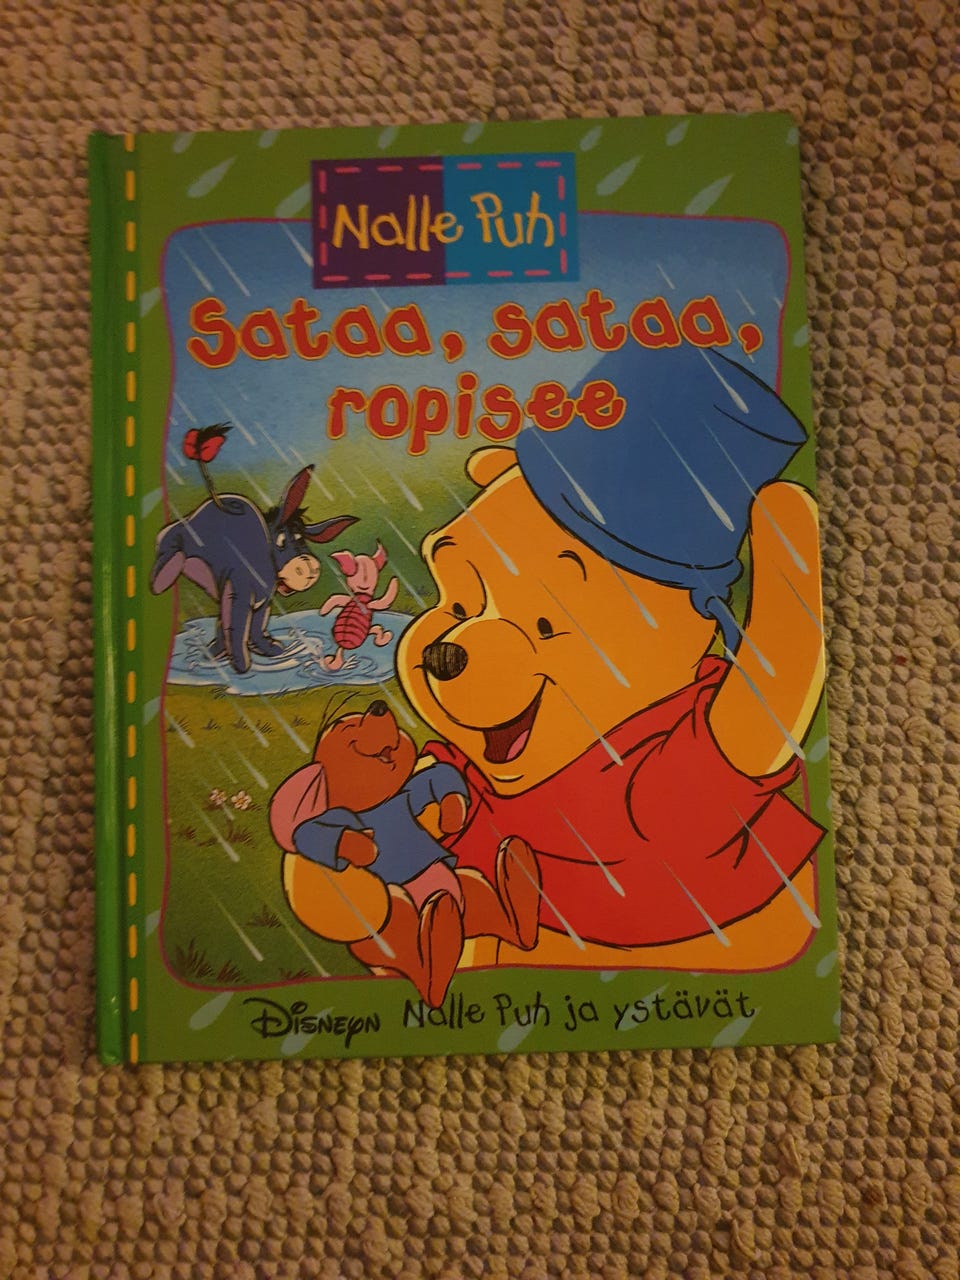 Nalle Puh
Sataa, sataa,
ropisee
Disneyn Nalle Puh ja ystävät